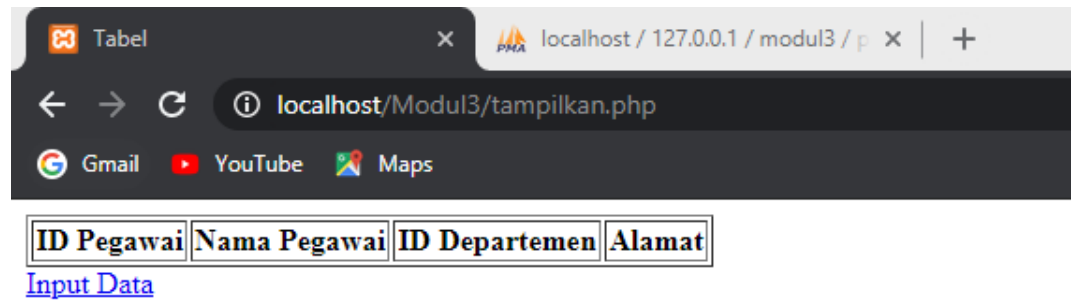 Tabel
localhost / 127.0.0.1 / modul3 / p
localhost/Modul3/tampilkan.php
Gmail YouTube Maps
ID Pegawai Nama Pegawai ID Departemen Alamat
Input Data